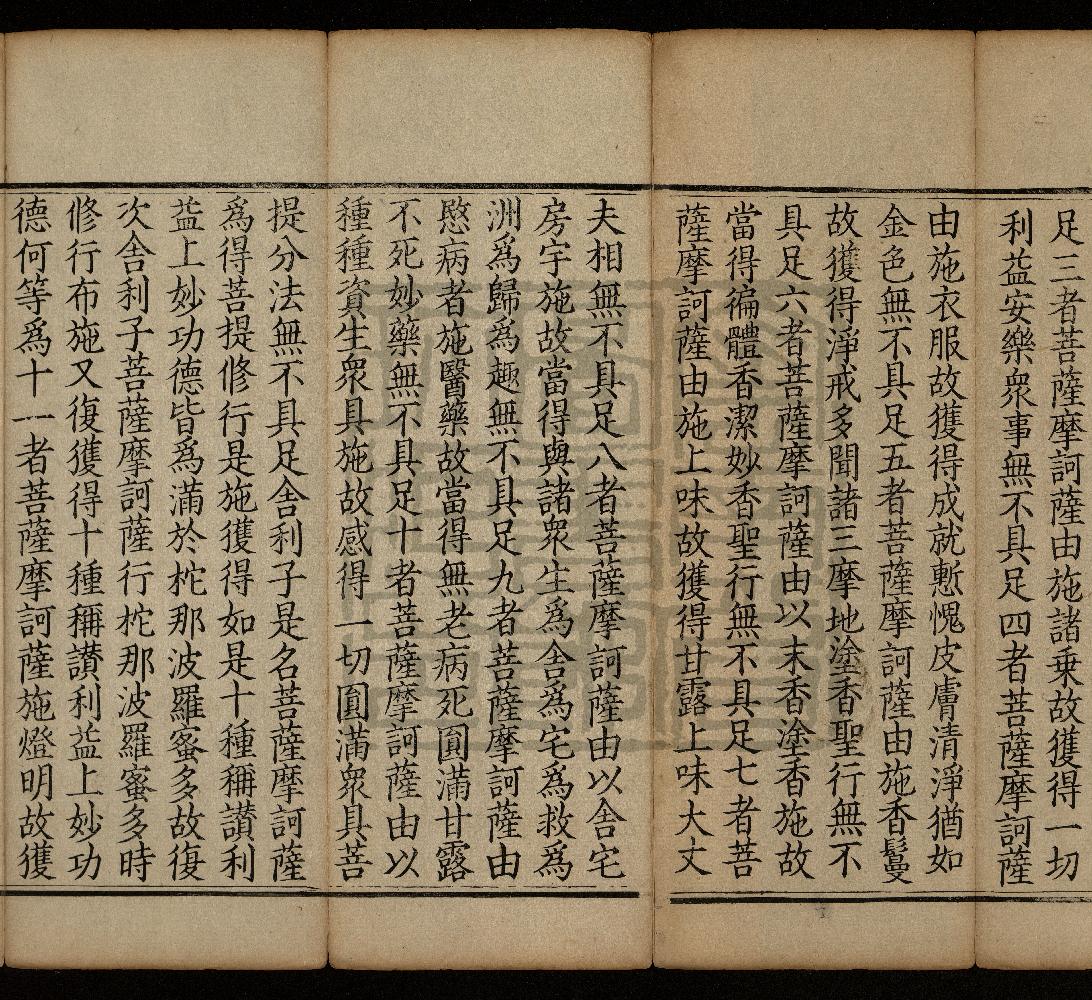 足三者菩薩摩訶薩由施諸乗故獲得一切
利益安樂衆事無不具足四者菩薩摩訶薩
由施衣服故獲得成就慙愧皮膚清淨猶如
金色無不具足五者菩薩摩訶薩由施香鬘
故獲得淨戒多聞諸三摩地塗香聖行無不
具足六者菩薩摩訶薩由以末香塗香施故
當得徧體香潔妙香聖行無不具足七者菩
薩摩訶薩由施上味故獲得甘露上味大丈
夫相無不具足八者菩薩摩訶薩由以舎宅
房宇施故當得與諸衆生爲舎爲宅爲救爲
洲爲歸爲趣無不具足九者菩薩摩訶薩由
愍病者施醫藥故當得無老病死圓滿甘露
不死妙藥無不具足十者菩薩摩訶薩由以
種種資生衆具施故感得一切圓滿衆具菩
提分法無不具足舎利子是名菩薩摩訶薩
爲得菩提修行是施獲得如是十種稱讃利
益上妙功德皆爲滿於柁那波羅蜜多故復
次舎利子菩薩摩訶薩行柁那波羅蜜多時
修行布施又復獲得十種稱讃利益上妙功
德何等爲十一者菩薩摩訶薩施燈明故獲